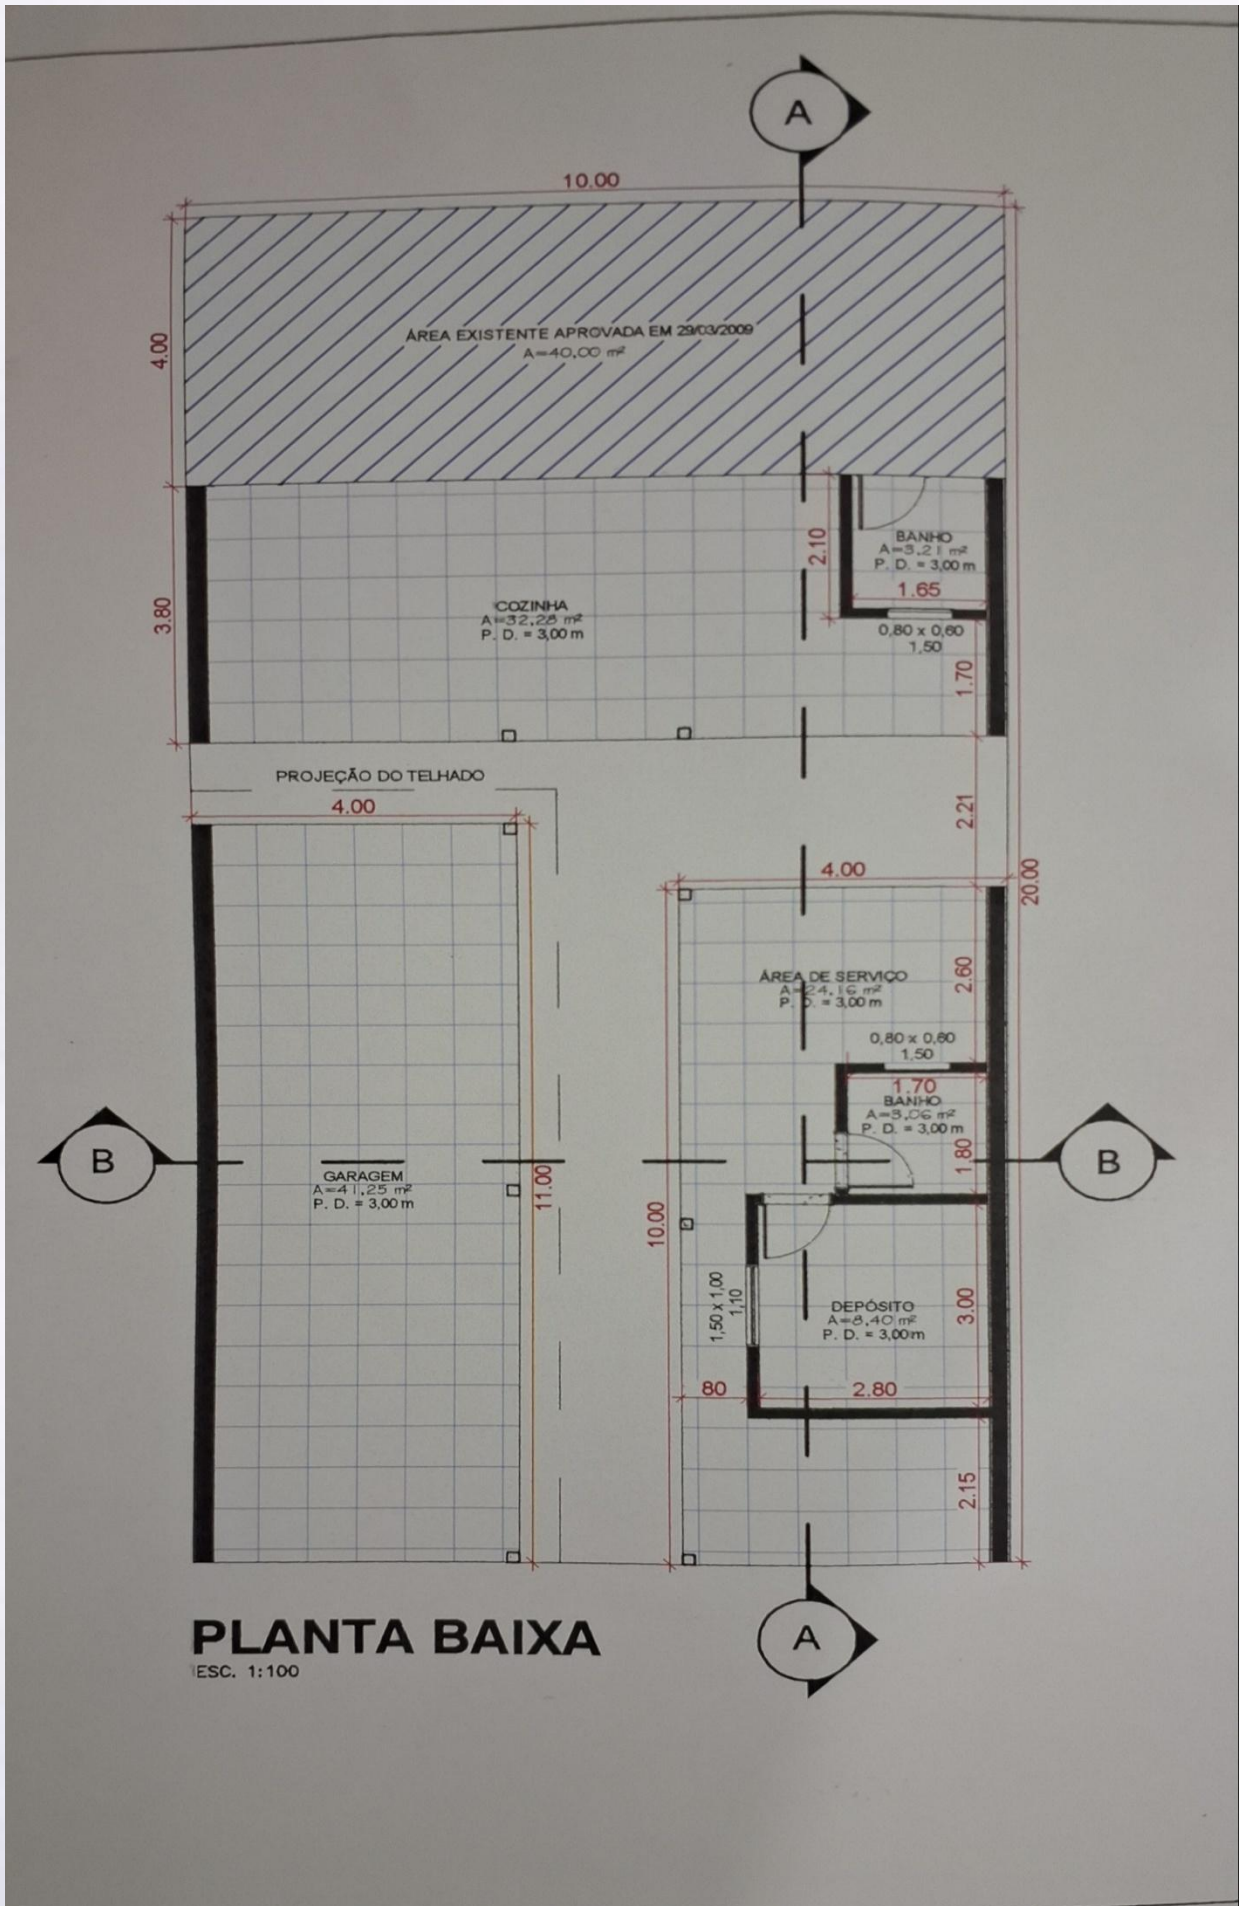 A
10.00
4.00
ÁREA EXISTENTE APROVADA EM 29/03/2009
A=40,00 m²
3.80
2.10
BANHO
A=3.21 m²
P. D. = 3,00 m
1.65
0,80 x 0,60
1,50
COZINHA
A=32,28 m²
P. D. = 3,00 m
1.70
PROJEÇÃO DO TELHADO
4.00
2.21
4.00
20.00
ÁREA DE SERVIÇO
A=24,16 m²
P. D. = 3,00 m
2.60
0,80 x 0,60
1,50
1.70
BANHO
A=3,06 m²
P. D. = 3,00 m
1.80
B
B
GARAGEM
A=41,25 m²
P. D. = 3,00 m
11.00
10.00
1,50 x 1,00
1,10
DEPÓSITO
A=8,40 m²
P. D. = 3,00m
3.00
80
2.80
2.15
PLANTA BAIXA
ESC. 1:100
A